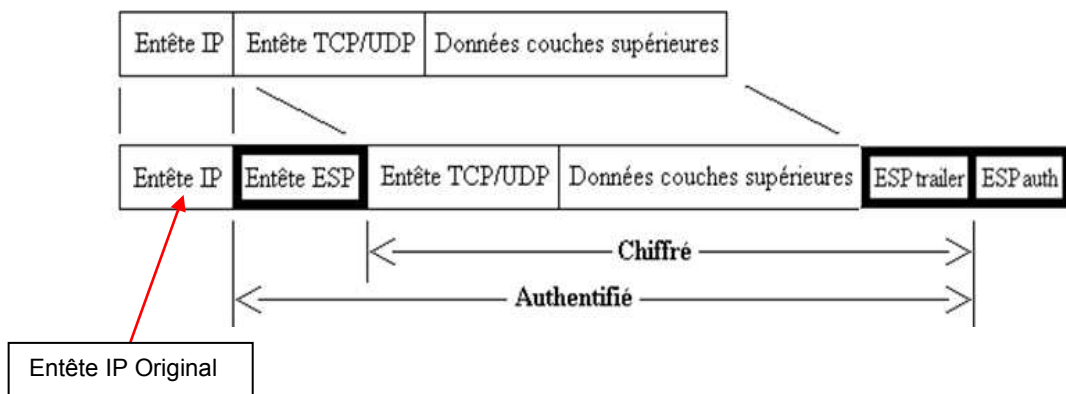 Entête IP Entête TCP/UDP Données couches supérieures
Entête IP Entête ESP Entête TCP/UDP Données couches supérieures ESP trailer ESP auth
Chiffré
Authentifié
Entête IP Original